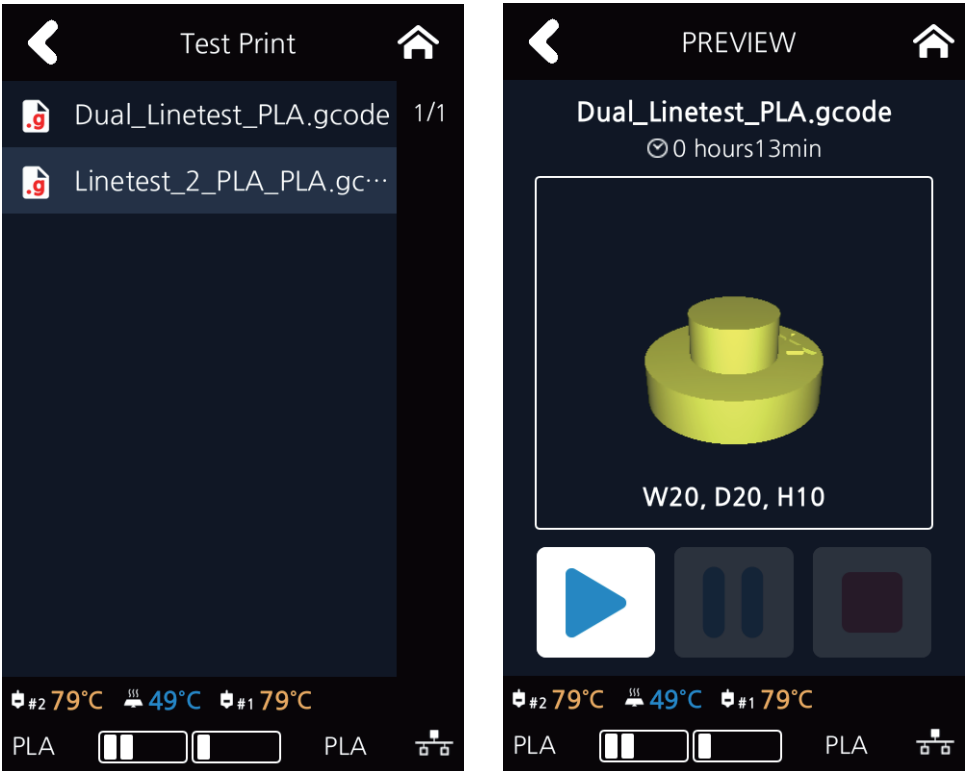 Test Print
Dual_Linetest_PLA.gcode 1/1
Linetest_2_PLA_PLA.gc···
#2 79°C 49°C #1 79°C
PLA PLA
PREVIEW
Dual_Linetest_PLA.gcode
0 hours13min
W20, D20, H10
#2 79°C 49°C #1 79°C
PLA PLA